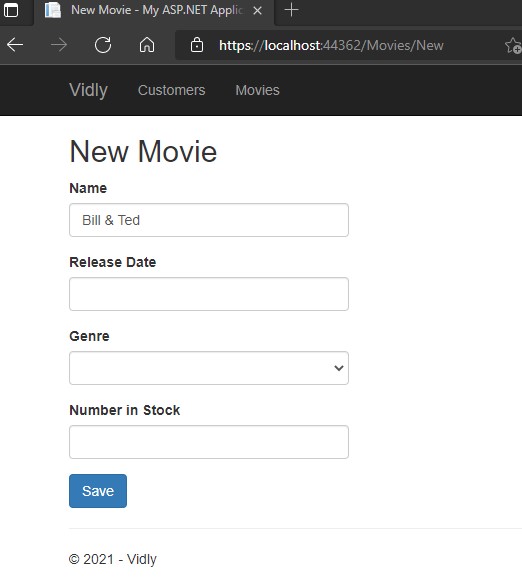 New Movie - My ASP.NET Applic
https://localhost:44362/Movies/New
Vidly Customers Movies
New Movie
Name
Bill & Ted
Release Date
Genre
Number in Stock
Save
© 2021 - Vidly